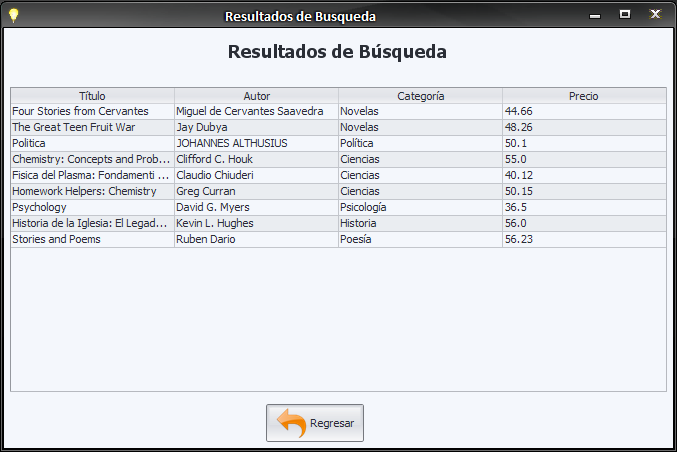 Resultados de Busqueda
Resultados de Búsqueda
Título Autor Categoría Precio
Four Stories from Cervantes Miguel de Cervantes Saavedra Novelas 44.66
The Great Teen Fruit War Jay Dubya Novelas 48.26
Politica JOHANNES ALTHUSIUS Política 50.1
Chemistry: Concepts and Prob... Clifford C. Houk Ciencias 55.0
Fisica del Plasma: Fondamenti ... Claudio Chiuderi Ciencias 40.12
Homework Helpers: Chemistry Greg Curran Ciencias 50.15
Psychology David G. Myers Psicología 36.5
Historia de la Iglesia: El Legad... Kevin L. Hughes Historia 56.0
Stories and Poems Ruben Dario Poesía 56.23
Regresar